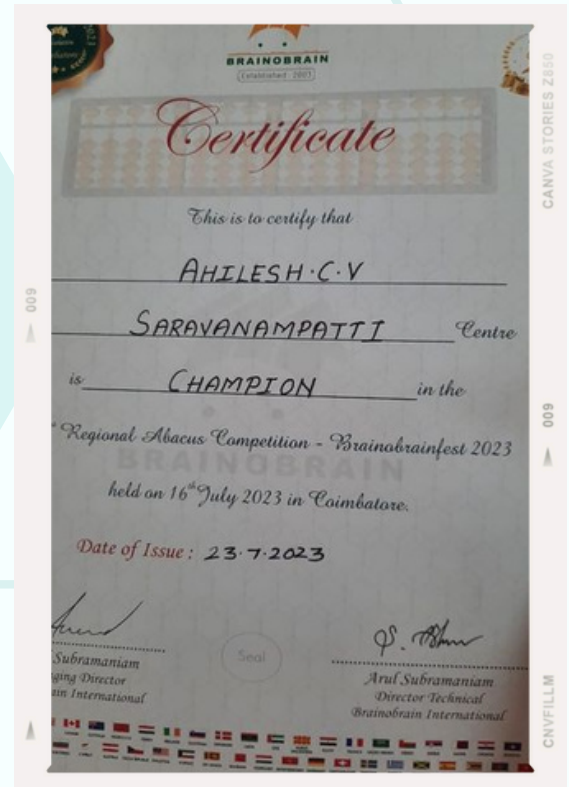 BRAINOBRAIN
Established - 2003
Certificate
This is to certify that
AHILESH.C.V
SARAVANAMPATTI Centre
is CHAMPION in the
Regional Abacus Competition - Brainobrainfest 2023
BRAINOBRAIN
held on 16th July 2023 in Coimbatore.
Date of Issue : 23.7.2023
Seal
Subramaniam
Arul Subramaniam
Director
Director Technical
International
Brainobrain International
CANVA STORIES Z850
009
009
CNVFILLM